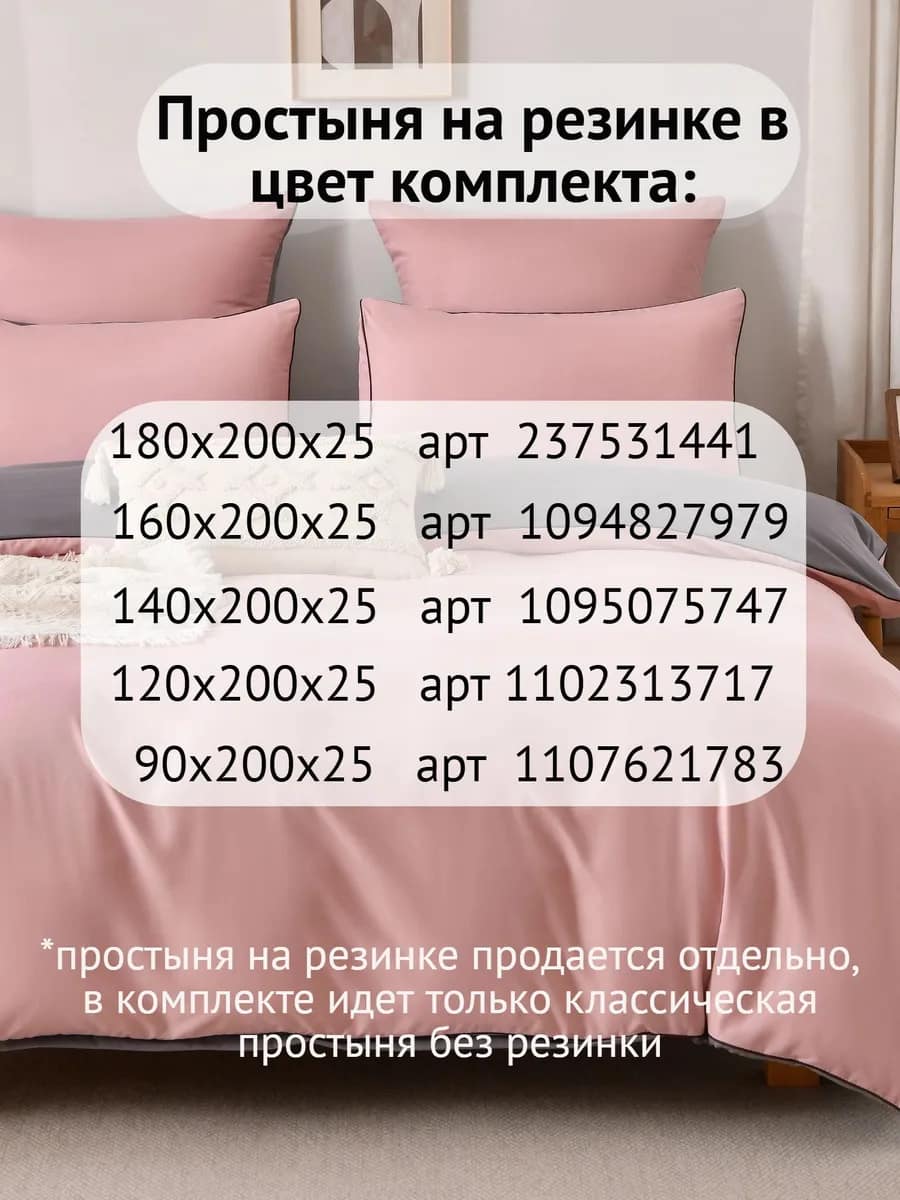 Простыня на резинке в
цвет комплекта:
180х200х25 арт 237531441
160х200х25 арт 1094827979
140х200х25 арт 1095075747
120х200х25 арт 1102313717
90х200х25 арт 1107621783
*простыня на резинке продается отдельно,
в комплекте идет только классическая
простыня без резинки